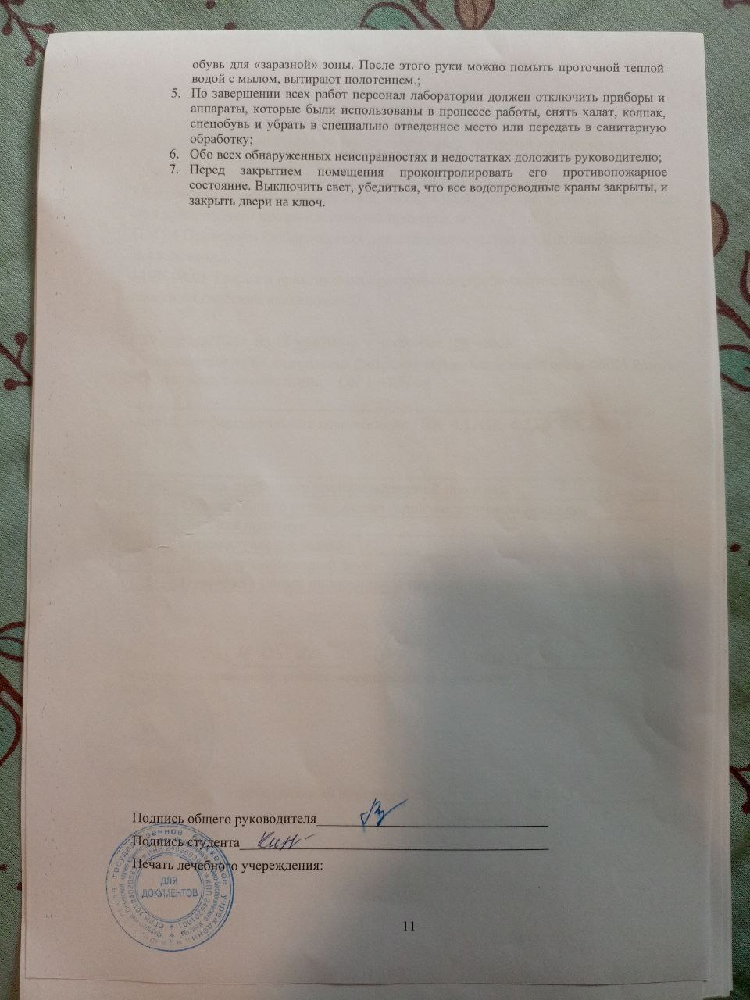 обувь для «заразной» зоны. После этого руки можно помыть проточной теплой
водой с мылом, вытирают полотенцем.;
5. По завершении всех работ персонал лаборатории должен отключить приборы и
аппараты, которые были использованы в процессе работы, снять халат, колпак,
спецобувь и убрать в специально отведенное место или передать в санитарную
обработку;
6. Обо всех обнаруженных неисправностях и недостатках доложить руководителю;
7. Перед закрытием помещения проконтролировать его противопожарное
состояние. Выключить свет, убедиться, что все водопроводные краны закрыты, и
закрыть двери на ключ.
Подпись общего руководителя
Подпись студента
Печать лечебного учереждения:
ДЛЯ
ДОКУМЕНТОВ
11